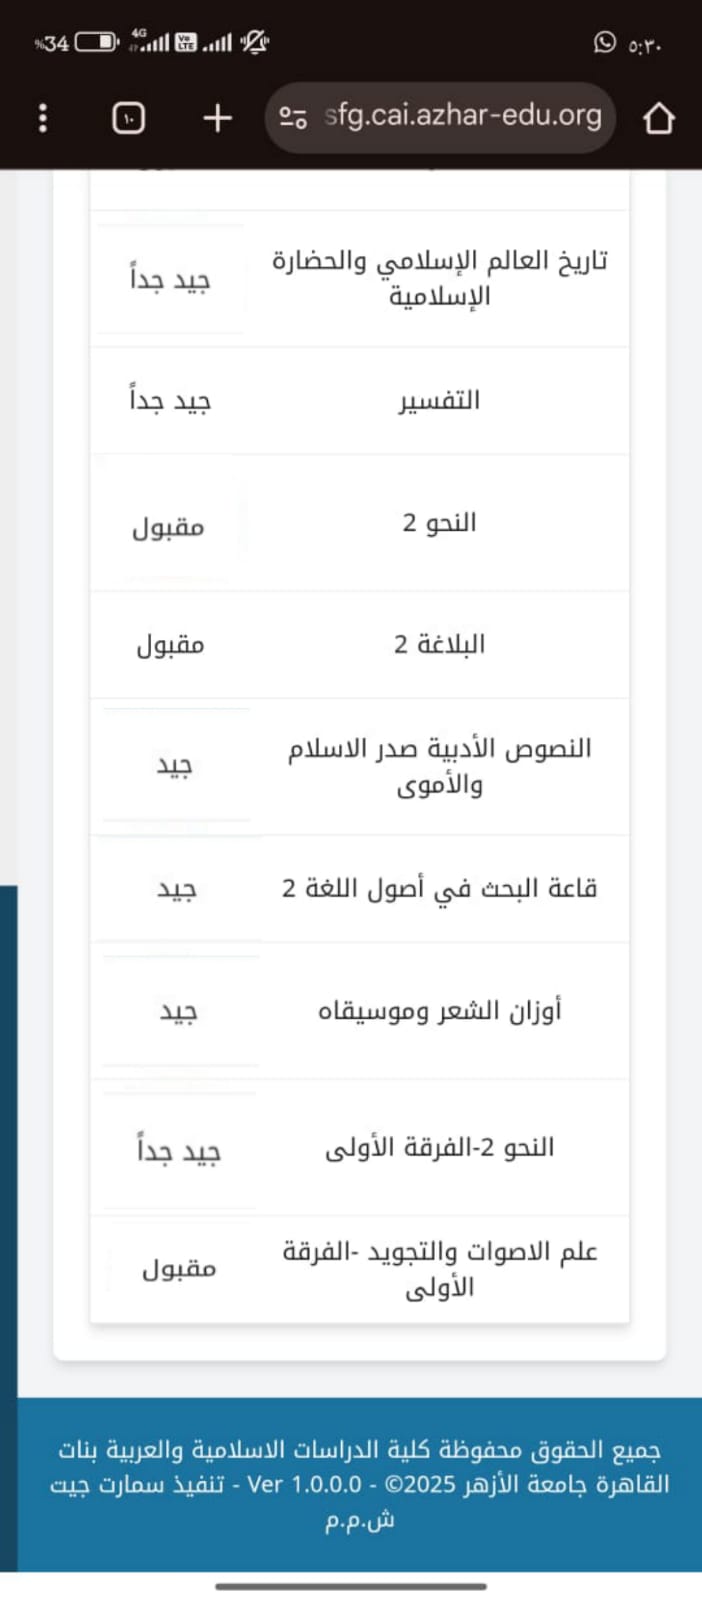 %34 4G Vo LTE ٥:٣٠
١٠ sfg.cai.azhar-edu.org
تاريخ العالم الإسلامي والحضارة
الإسلامية
جيد جداً
التفسير
جيد جداً
النحو 2
مقبول
البلاغة 2
مقبول
النصوص الأدبية صدر الاسلام
والأموى
جيد
قاعة البحث في أصول اللغة 2
جيد
أوزان الشعر وموسيقاه
جيد
النحو 2-الفرقة الأولى
جيد جداً
علم الاصوات والتجويد -الفرقة
الأولى
مقبول
جميع الحقوق محفوظة كلية الدراسات الاسلامية والعربية بنات
القاهرة جامعة الأزهر 2025© - Ver 1.0.0.0 - تنفيذ سمارت جيت
ش.م.م